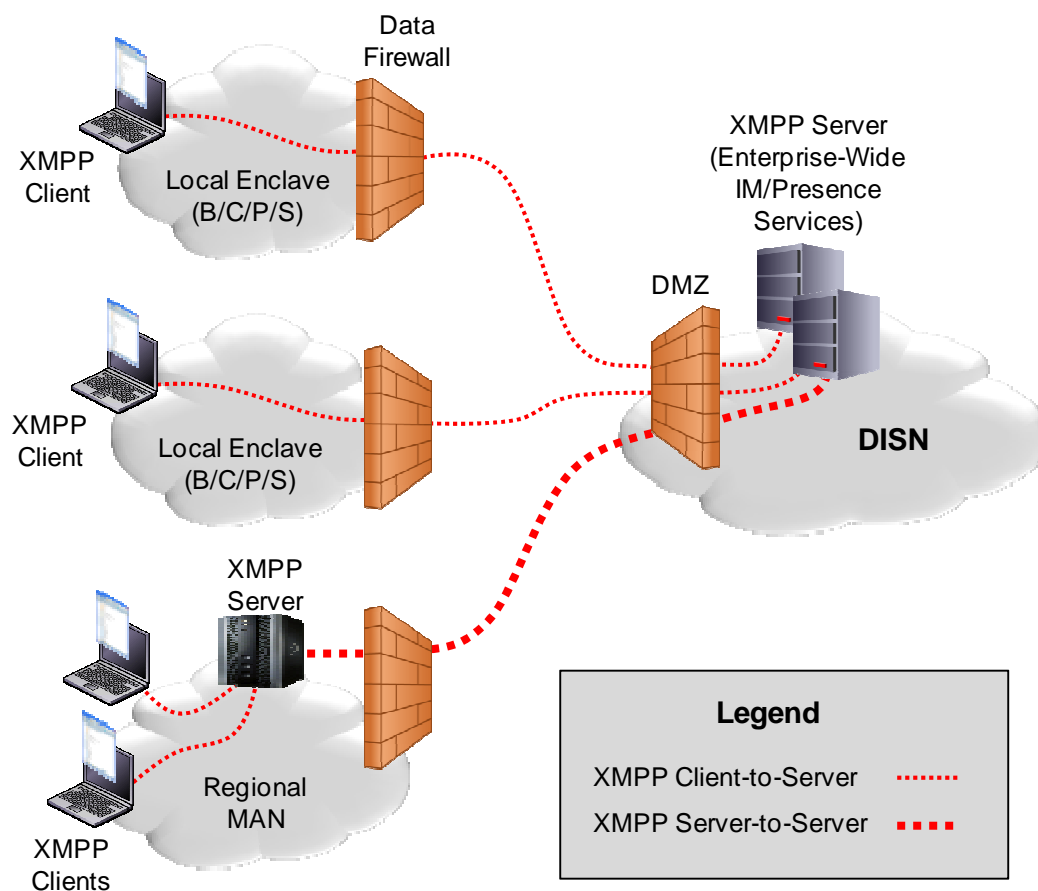 Data
Firewall
XMPP
Client
Local Enclave
(B/C/P/S)
XMPP Server
(Enterprise-Wide
IM/Presence
Services)
DMZ
DISN
XMPP
Client
Local Enclave
(B/C/P/S)
XMPP
Server
Regional
MAN
XMPP
Clients
Legend
XMPP Client-to-Server
XMPP Server-to-Server